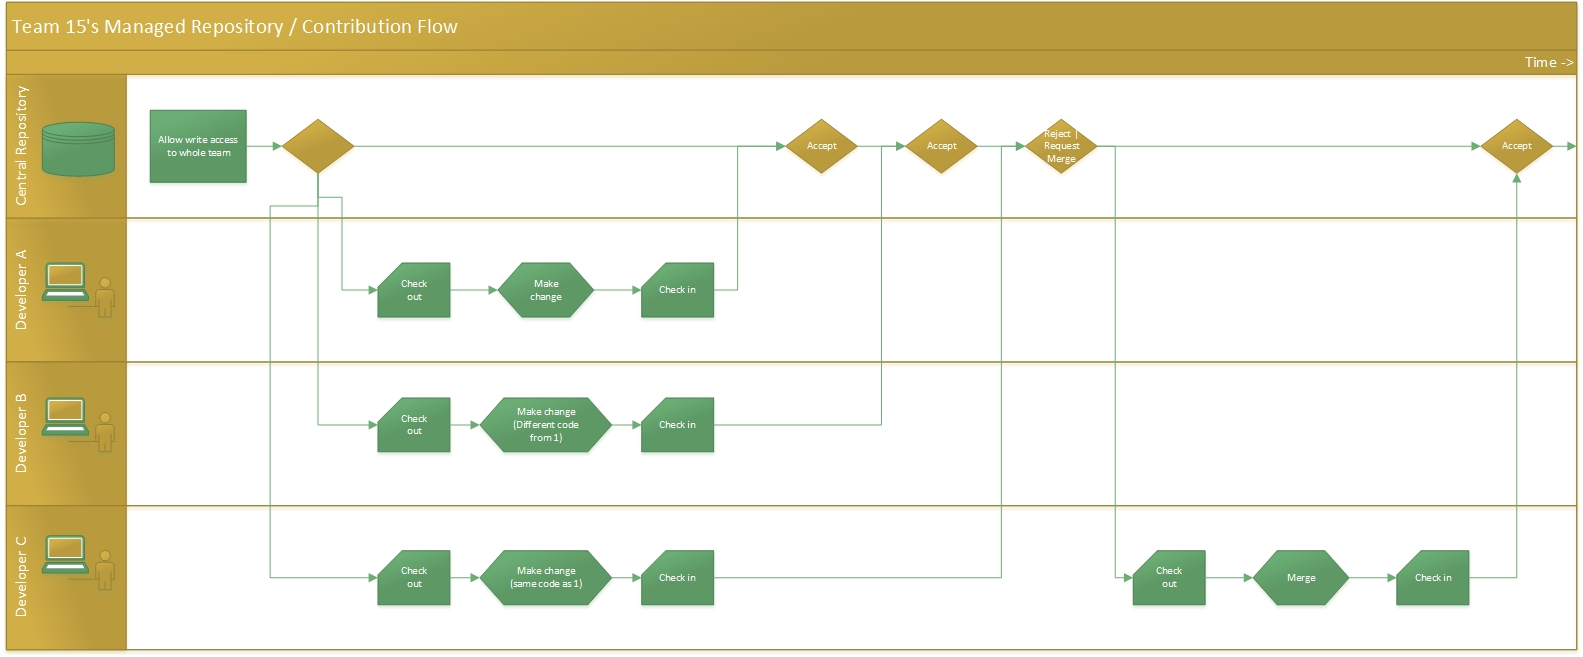 Team 15's Managed Repository / Contribution Flow
Time ->
Central Repository
Allow write access
to whole team
Accept
Accept
Reject |
Request
Merge
Accept
Developer A
Check
out
Make
change
Check in
Developer B
Check
out
Make change
(Different code
from 1)
Check in
Developer C
Check
out
Make change
(same code as 1)
Check in
Check
out
Merge
Check in